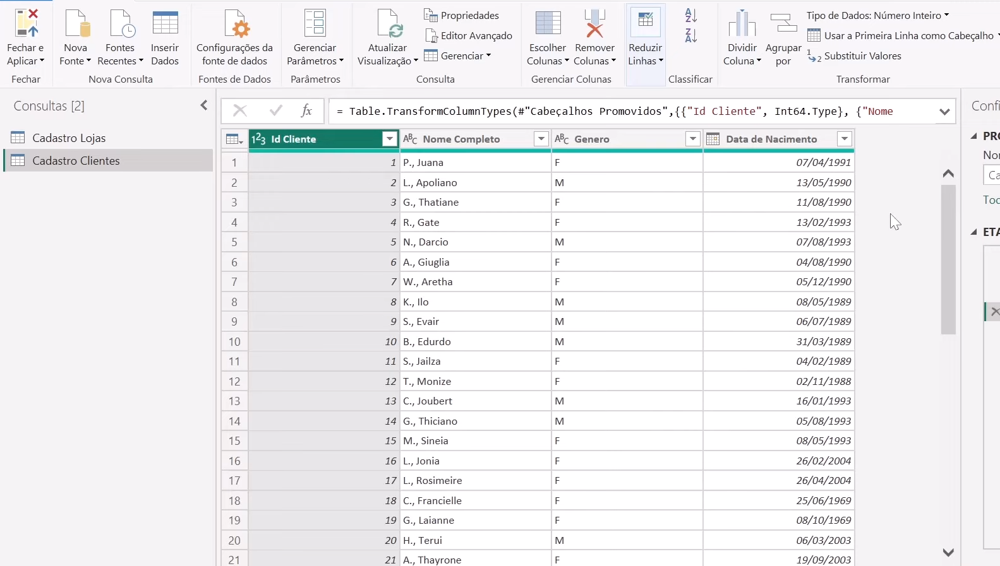 Fechar e
Aplicar
Fechar
Nova
Fonte
Fontes
Recentes
Inserir
Dados
Nova Consulta
Configurações da
fonte de dados
Fontes de Dados
Gerenciar
Parâmetros
Parâmetros
Atualizar
Visualização
Propriedades
Editor Avançado
Gerenciar
Consulta
Escolher
Colunas
Remover
Colunas
Gerenciar Colunas
Reduzir
Linhas
A
Z
Z
A
Classificar
Dividir
Coluna
Agrupar
por
Tipo de Dados: Número Inteiro
Usar a Primeira Linha como Cabeçalho
1 2 Substituir Valores
Transformar
Consultas [2]
Cadastro Lojas
Cadastro Clientes
fx
= Table.TransformColumnTypes(#"Cabeçalhos Promovidos",{{"Id Cliente", Int64.Type}, {"Nome
123 Id Cliente ABC Nome Completo ABC Genero Data de Nacimento
1 1 P., Juana F 07/04/1991
2 2 L., Apoliano M 13/05/1990
3 3 G., Thatiane F 11/08/1990
4 4 R., Gate F 13/02/1993
5 5 N., Darcio M 07/08/1993
6 6 A., Giuglia F 04/08/1990
7 7 W., Aretha F 05/12/1990
8 8 K., Ilo M 08/05/1989
9 9 S., Evair M 06/07/1989
10 10 B., Edurdo M 31/03/1989
11 11 S., Jailza F 04/02/1989
12 12 T., Monize F 02/11/1988
13 13 C., Joubert M 16/01/1993
14 14 G., Thiciano M 05/08/1993
15 15 M., Sineia F 08/05/1993
16 16 L., Jonia F 26/02/2004
17 17 L., Rosimeire F 26/04/2004
18 18 C., Francielle F 25/06/1969
19 19 G., Laianne F 08/10/1969
20 20 H., Terui M 06/03/2003
21 21 A., Thayrone F 19/09/2003